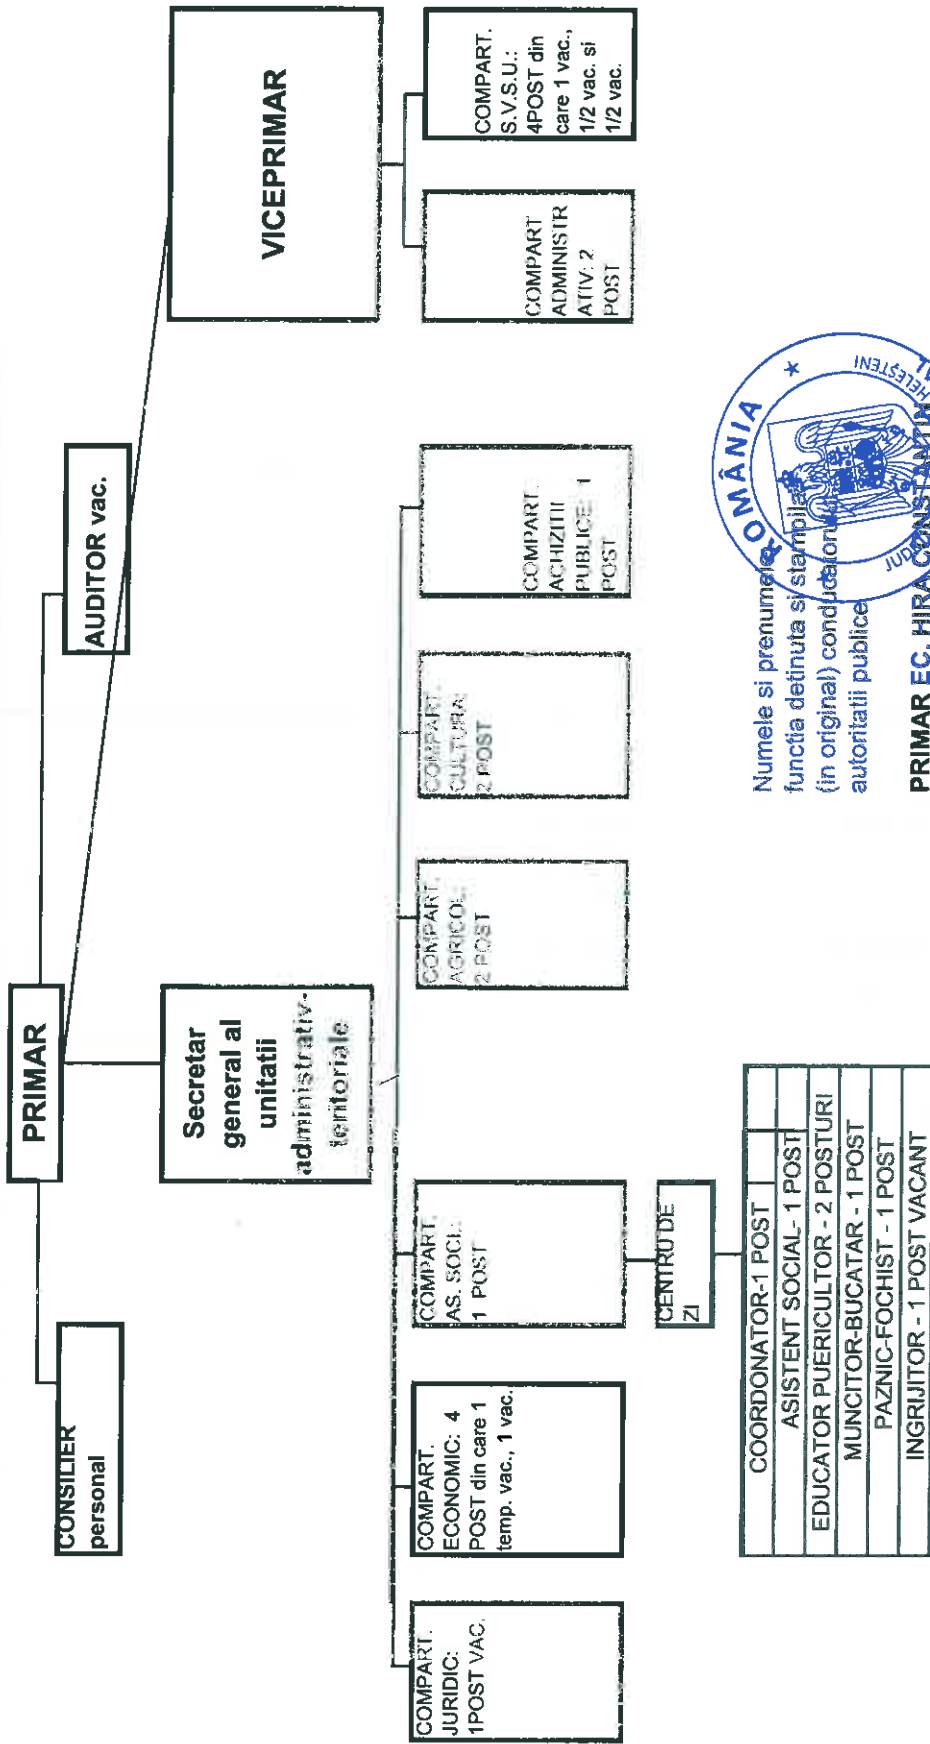 PRIMAR
CONSILIER
personal
AUDITOR vac.
Secretar
general al
unitatii
administrativ-
teritoriale
VICEPRIMAR
COMPART.
JURIDIC:
1POST VAC.
COMPART.
ECONOMIC: 4
POST din care 1
temp. vac., 1 vac.
COMPART.
AS. SOCI.:
1 POST
COMPART.
AGRICOL:
2 POST
COMPART.
CULTURA:
2 POST
COMPART.
ACHIZITII
PUBLICE: 1
POST
COMPART
ADMINISTR
ATIV: 2
POST
COMPART.
S.V.S.U.:
4POST din
care 1 vac.,
1/2 vac. si
1/2 vac.
CENTRU DE
ZI
COORDONATOR-1 POST
ASISTENT SOCIAL- 1 POST
EDUCATOR PUERICULTOR - 2 POSTURI
MUNCITOR-BUCATAR - 1 POST
PAZNIC-FOCHIST - 1 POST
INGRIJITOR - 1 POST VACANT
Numele si prenumele
functia detinuta si stampila
(in original) conducatorului
autoritatii publice
PRIMAR EC. HIRA CONSTANTIN
ROMÂNIA
HELEȘTENI